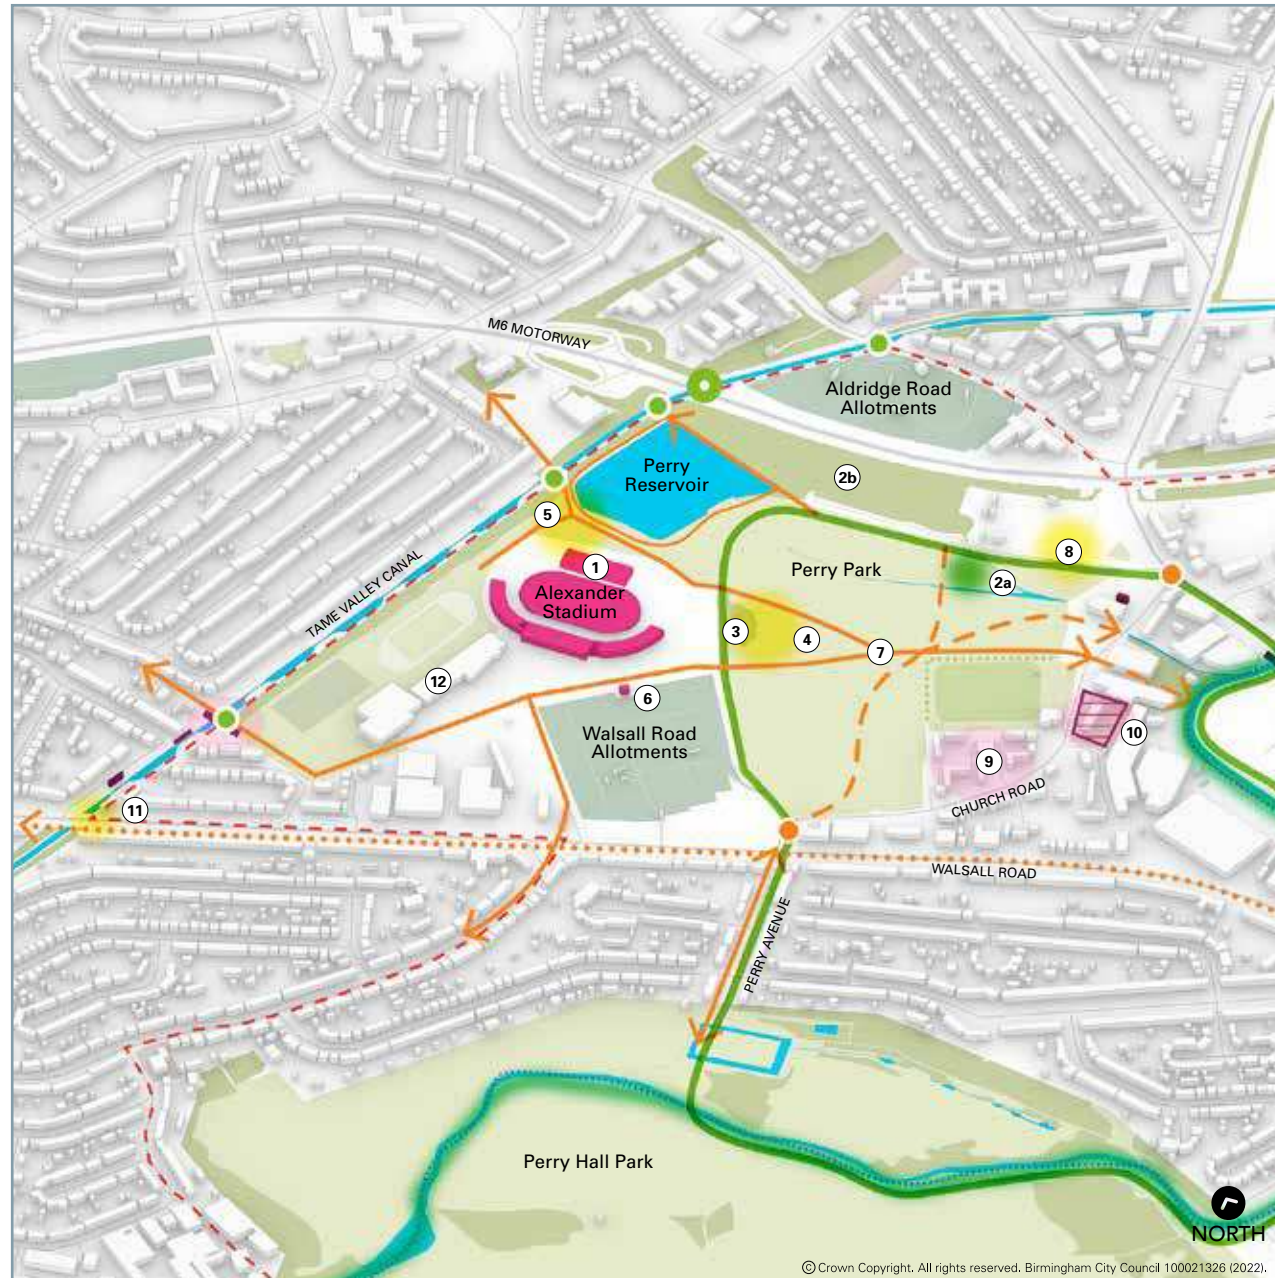 M6 MOTORWAY
Aldridge Road
Allotments
Perry
Reservoir
2b
5
8
1
Perry Park
2a
Alexander
Stadium
TAME VALLEY CANAL
3
4
7
12
6
Walsall Road
Allotments
10
9
CHURCH ROAD
11
WALSALL ROAD
PERRY AVENUE
Perry Hall Park
NORTH
© Crown Copyright. All rights reserved. Birmingham City Council 100021326 (2022).